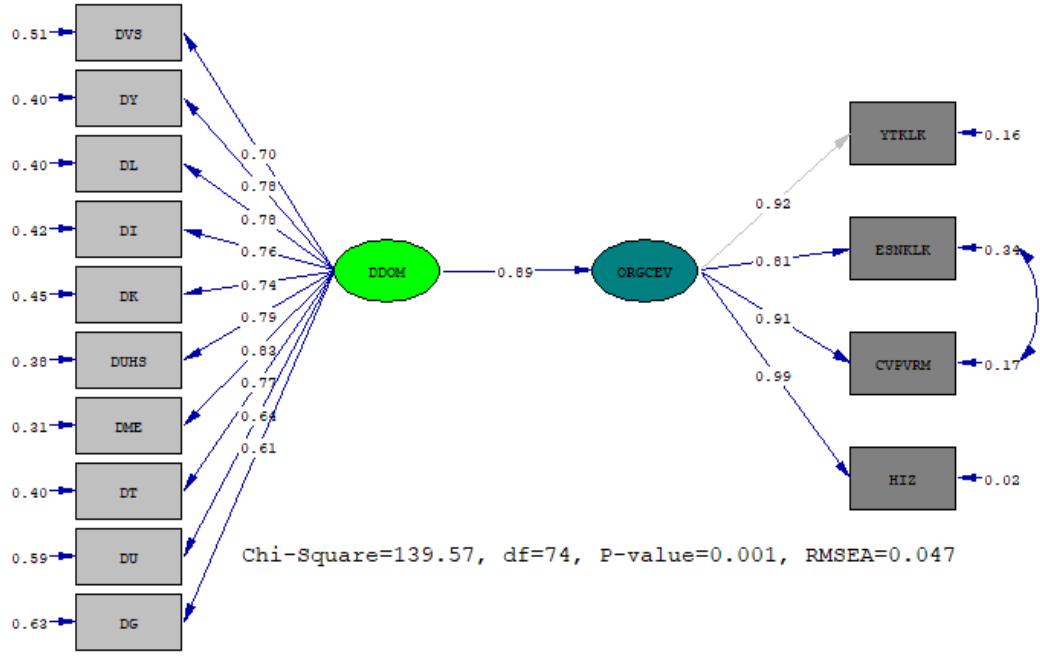 0.51 DVS
0.40 DY
0.40 DL
0.42 DI
0.45 DK
0.38 DUHS
0.31 DME
0.40 DT
0.59 DU
0.63 DG
0.70
0.78
0.78
0.76
0.74
0.79
0.83
0.77
0.64
0.61
DDOM
0.89
ORGCEV
0.92
0.81
0.91
0.99
YTKLK 0.16
ESNKLK 0.34
CVPVRM 0.17
HIZ 0.02
Chi-Square=139.57, df=74, P-value=0.001, RMSEA=0.047